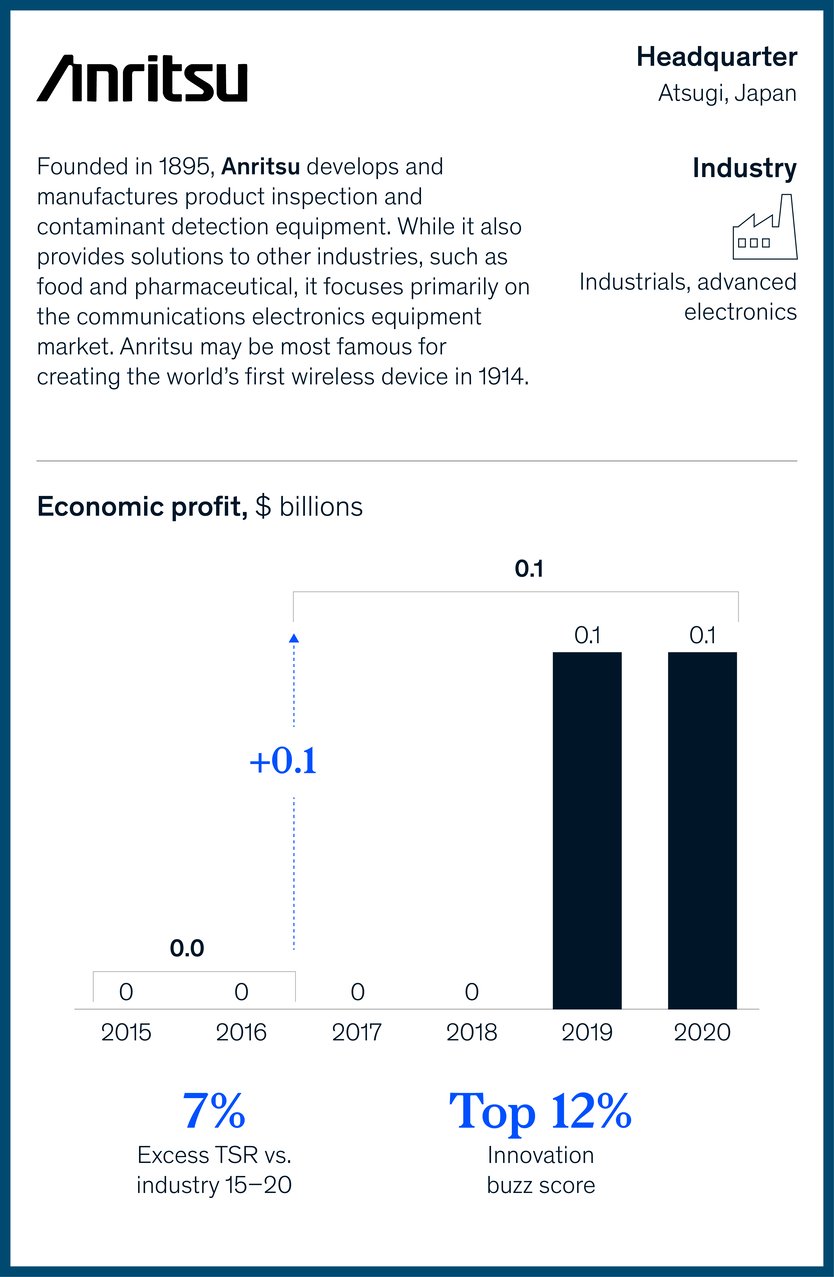 Anritsu
Headquarter
Atsugi, Japan
Founded in 1895, Anritsu develops and
manufactures product inspection and
contaminant detection equipment. While it also
provides solutions to other industries, such as
food and pharmaceutical, it focuses primarily on
the communications electronics equipment
market. Anritsu may be most famous for
creating the world’s first wireless device in 1914.
Industry
Industrials, advanced
electronics
Economic profit, $ billions
0.1
0.1 0.1
+0.1
0.0
0 0 0 0
2015 2016 2017 2018 2019 2020
7%
Excess TSR vs.
industry 15–20
Top 12%
Innovation
buzz score